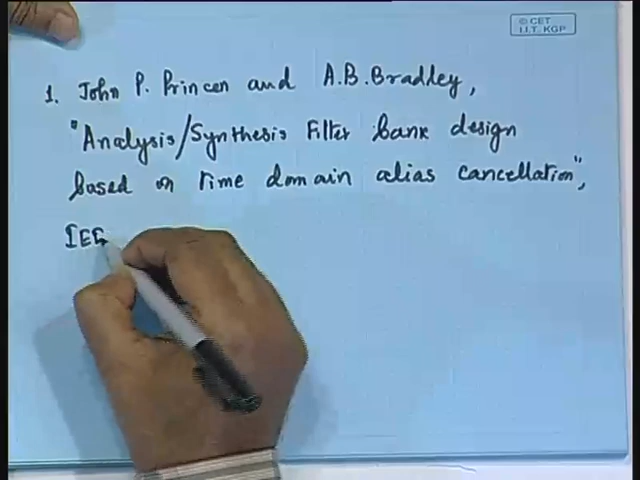 © CET
I.I.T. KGP
1. John P. Princen and A.B. Bradley,
"Analysis/Synthesis Filter bank design
based on Time domain alias cancellation",
IEE